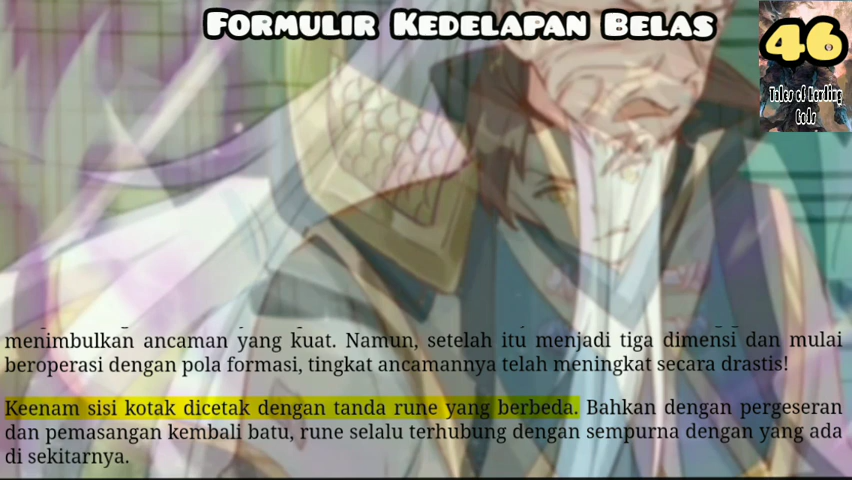 Formulir Kedelapan Belas
46
Tales of Herding
Gods
menimbulkan ancaman yang kuat. Namun, setelah itu menjadi tiga dimensi dan mulai
beroperasi dengan pola formasi, tingkat ancamannya telah meningkat secara drastis!
Keenam sisi kotak dicetak dengan tanda rune yang berbeda. Bahkan dengan pergeseran
dan pemasangan kembali batu, rune selalu terhubung dengan sempurna dengan yang ada
di sekitarnya.